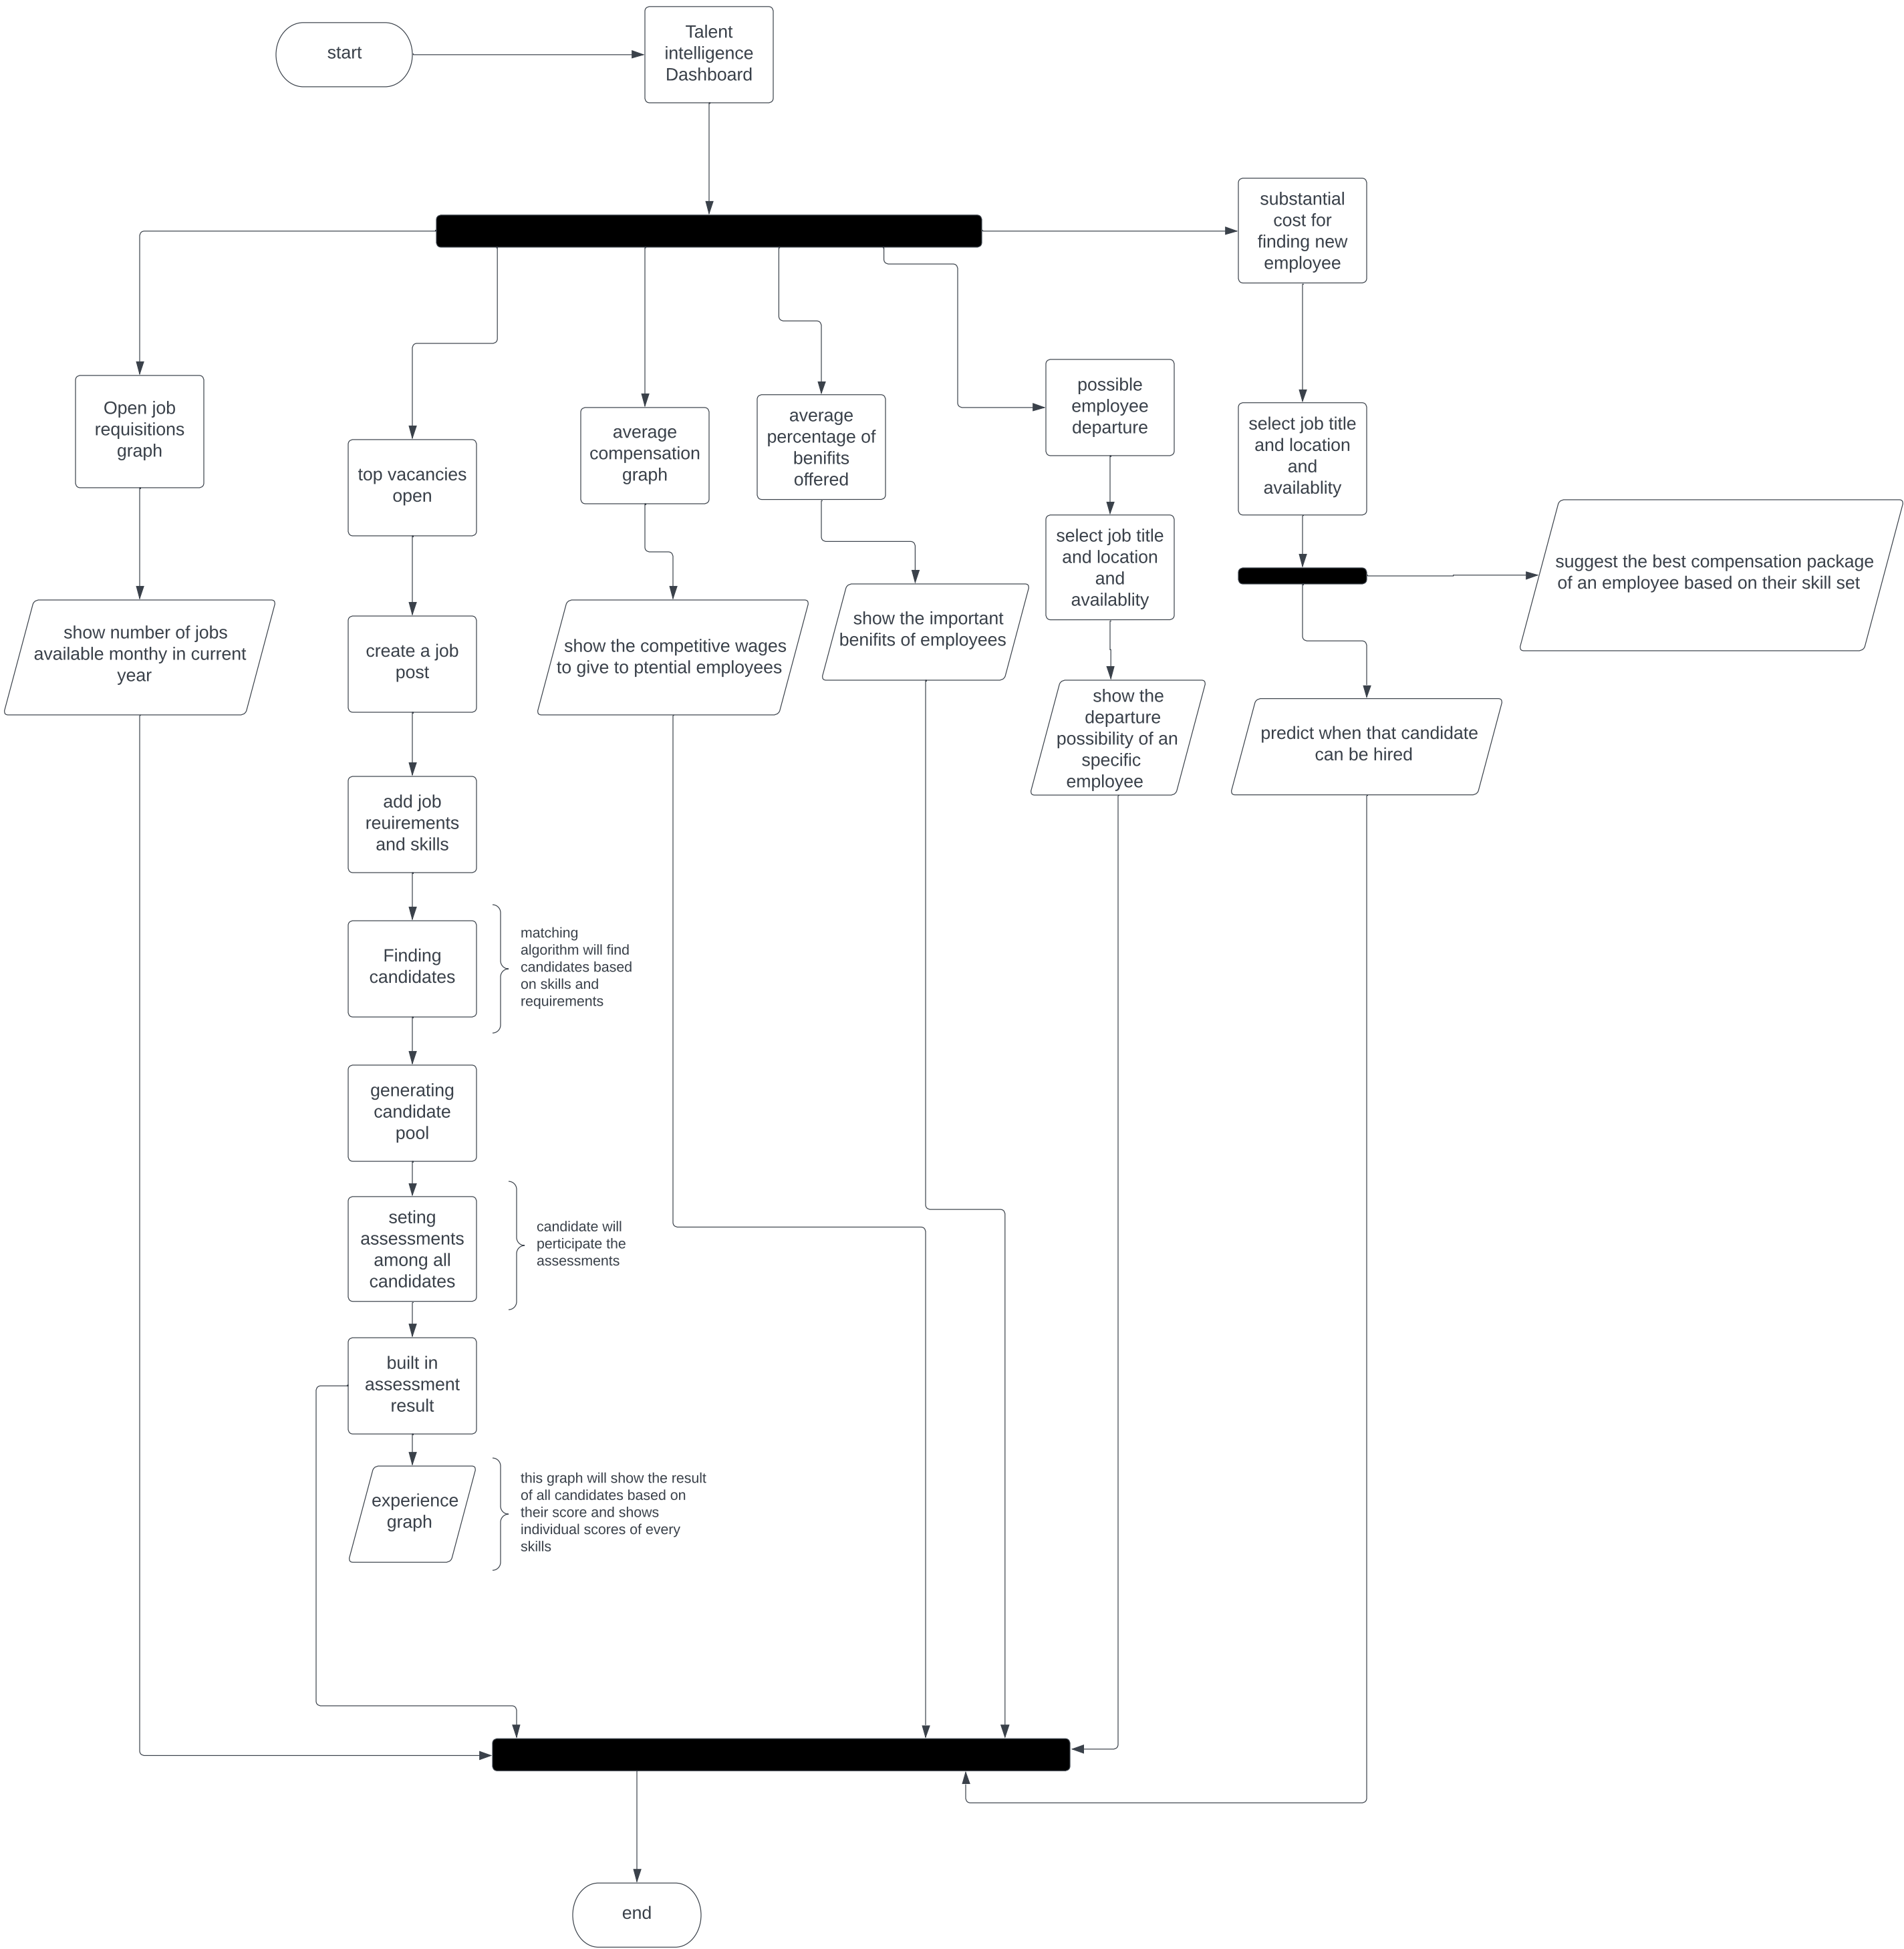 start
Talent
intelligence
Dashboard
substantial
cost for
finding new
employee
Open job
requisitions
graph
top vacancies
open
average
compensation
graph
average
percentage of
benifits
offered
possible
employee
departure
select job title
and location
and
availablity
select job title
and location
and
availablity
suggest the best compensation package
of an employee based on their skill set
show number of jobs
available monthy in current
year
create a job
post
show the competitive wages
to give to ptential employees
show the important
benifits of employees
show the
departure
possibility of an
specific
employee
predict when that candidate
can be hired
add job
reuirements
and skills
Finding
candidates
matching
algorithm will find
candidates based
on skills and
requirements
generating
candidate
pool
seting
assessments
among all
candidates
candidate will
perticipate the
assessments
built in
assessment
result
experience
graph
this graph will show the result
of all candidates based on
their score and shows
individual scores of every
skills
end